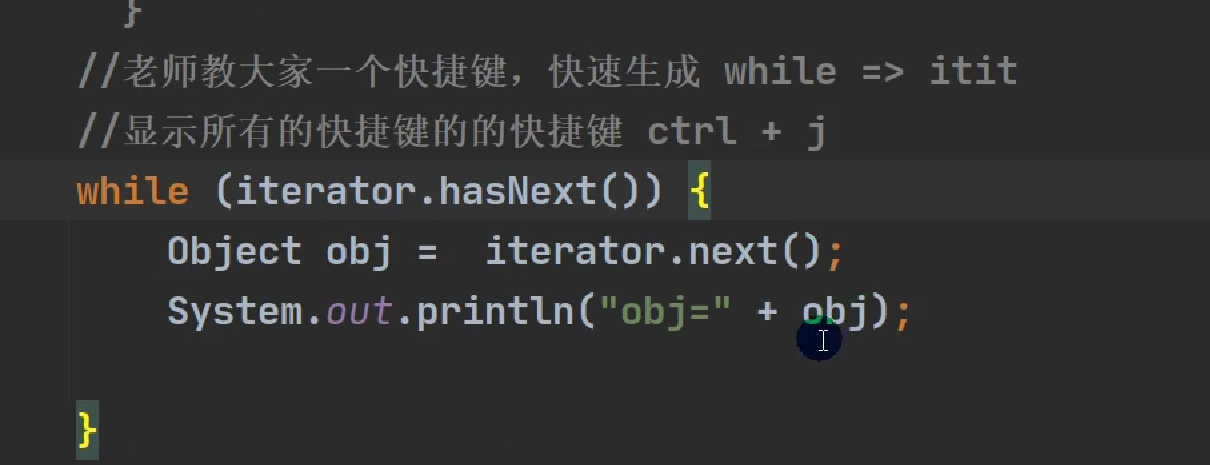 }
//老师教大家一个快捷键，快速生成 while => itit
//显示所有的快捷键的的快捷键 ctrl + j
while (iterator.hasNext()) {
Object obj =  iterator.next();
System.out.println("obj=" + obj);
}